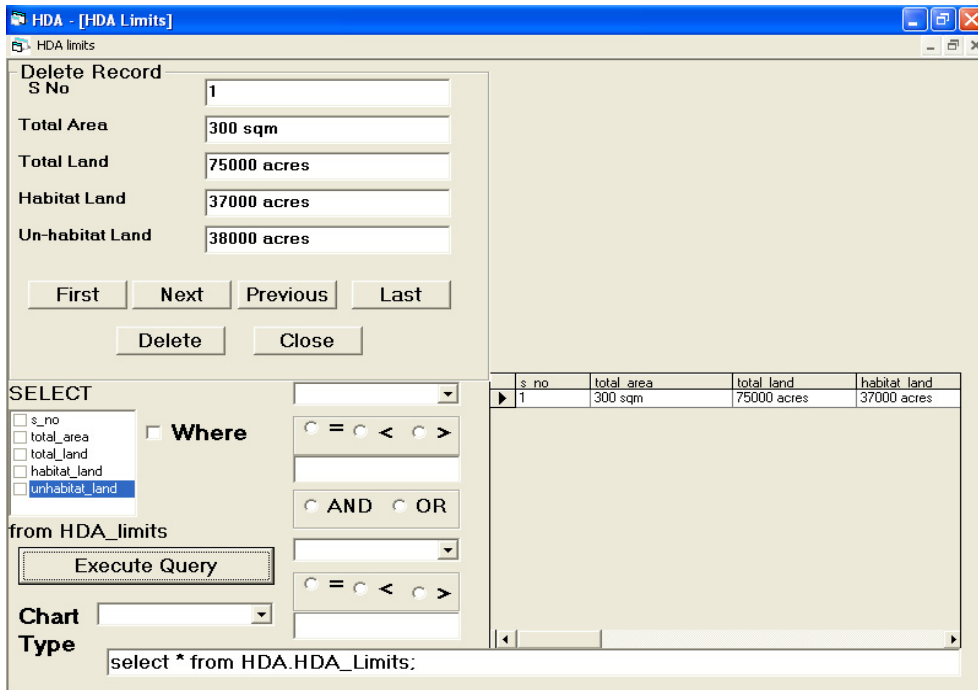 HDA - [HDA Limits]
HDA limits
Delete Record
S No
1
Total Area
300 sqm
Total Land
75000 acres
Habitat Land
37000 acres
Un-habitat Land
38000 acres
First Next Previous Last
Delete Close
SELECT
s_no
total_area
total_land
habitat_land
unhabitat_land
Where
= < >
AND OR
from HDA_limits
Execute Query
= < >
Chart Type
select * from HDA.HDA_Limits;
s_no total_area total_land habitat_land
1 300 sqm 75000 acres 37000 acres